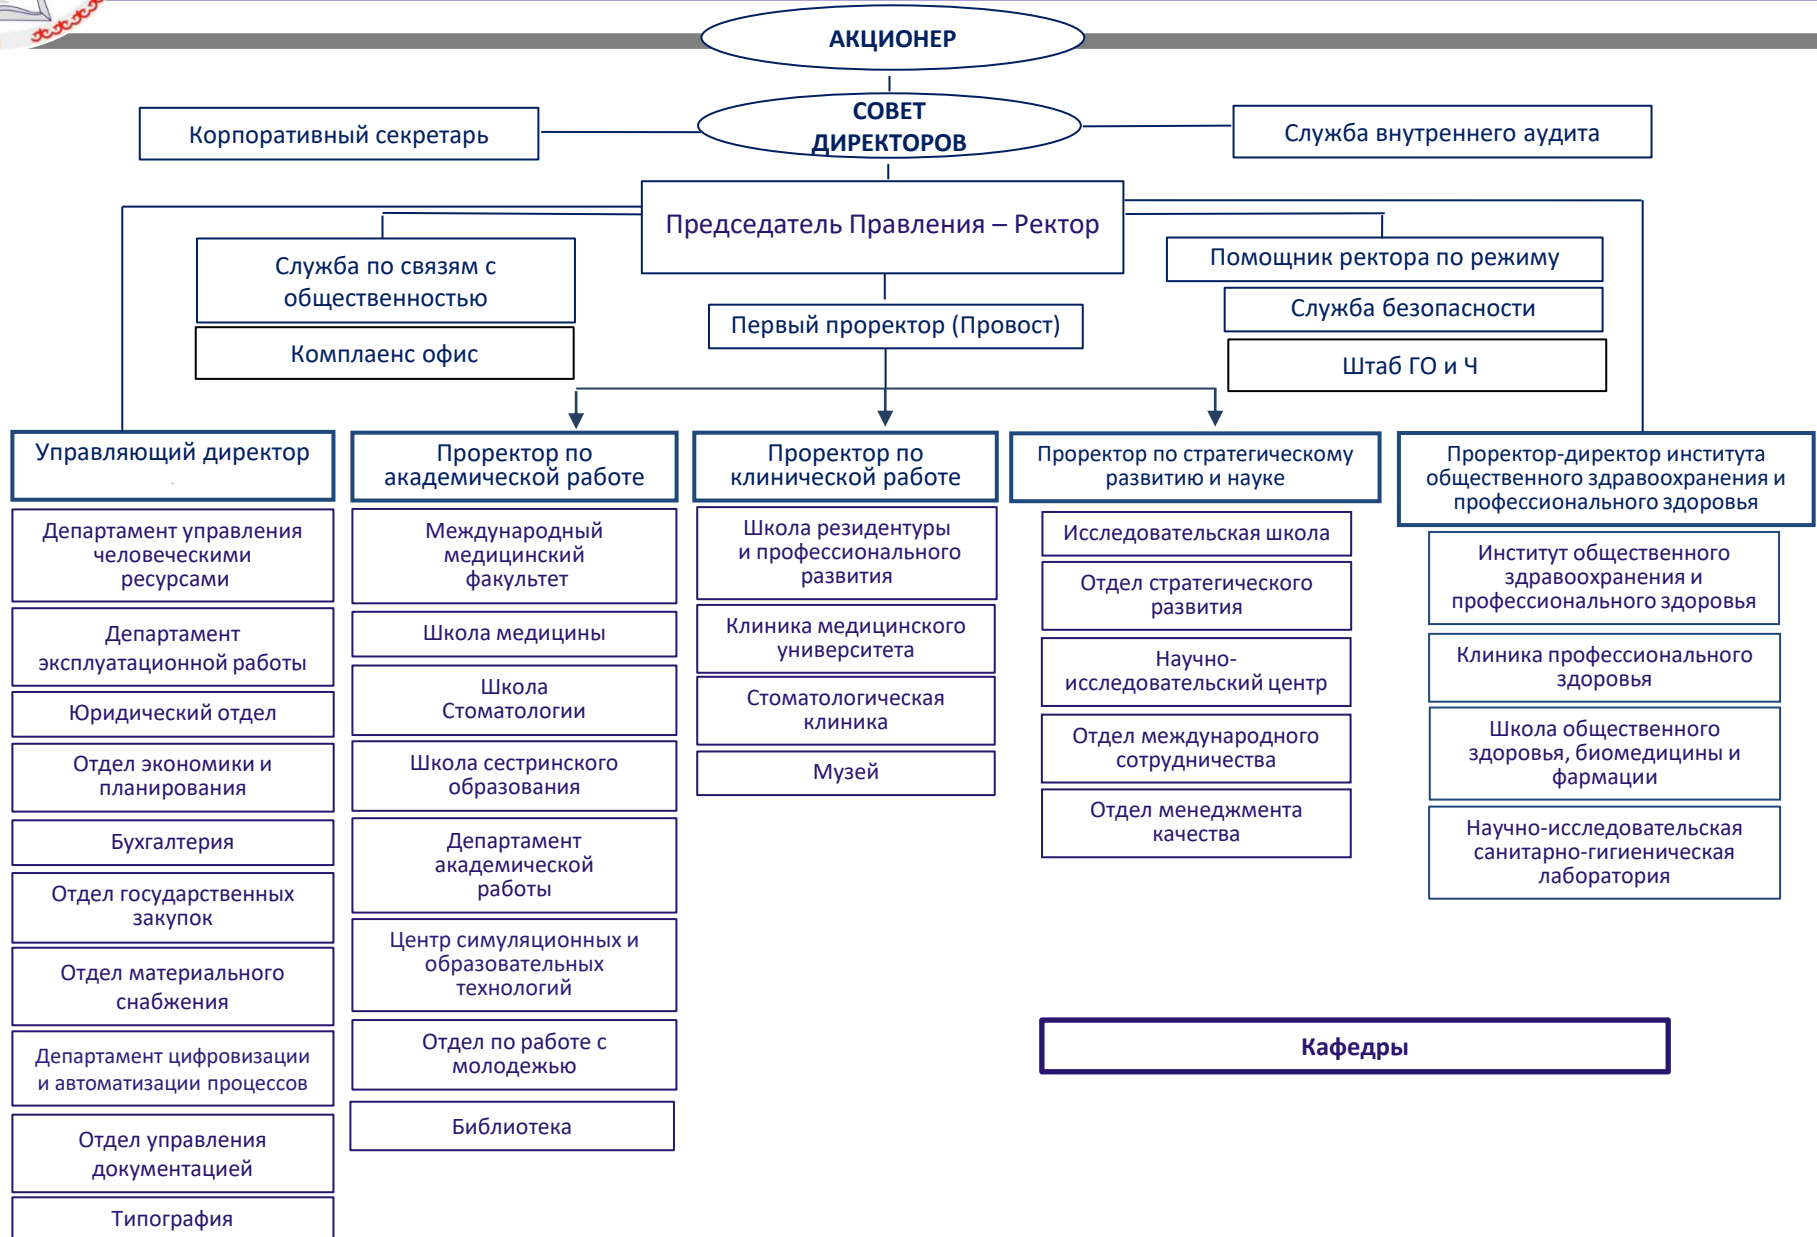 АКЦИОНЕР
СОВЕТ
ДИРЕКТОРОВ
Корпоративный секретарь
Служба внутреннего аудита
Председатель Правления – Ректор
Служба по связям с
общественностью
Комплаенс офис
Первый проректор (Провост)
Помощник ректора по режиму
Служба безопасности
Штаб ГО и Ч
Управляющий директор
Департамент управления
человеческими
ресурсами
Департамент
эксплуатационной работы
Юридический отдел
Отдел экономики и
планирования
Бухгалтерия
Отдел государственных
закупок
Отдел материального
снабжения
Департамент цифровизации
и автоматизации процессов
Отдел управления
документацией
Типография
Проректор по
академической работе
Международный
медицинский
факультет
Школа медицины
Школа
Стоматологии
Школа сестринского
образования
Департамент
академической
работы
Центр симуляционных и
образовательных
технологий
Отдел по работе с
молодежью
Библиотека
Проректор по
клинической работе
Школа резидентуры
и профессионального
развития
Клиника медицинского
университета
Стоматологическая
клиника
Музей
Проректор по стратегическому
развитию и науке
Исследовательская школа
Отдел стратегического
развития
Научно-
исследовательский центр
Отдел международного
сотрудничества
Отдел менеджмента
качества
Проректор-директор института
общественного здравоохранения и
профессионального здоровья
Институт общественного
здравоохранения и
профессионального здоровья
Клиника профессионального
здоровья
Школа общественного
здоровья, биомедицины и
фармации
Научно-исследовательская
санитарно-гигиеническая
лаборатория
Кафедры